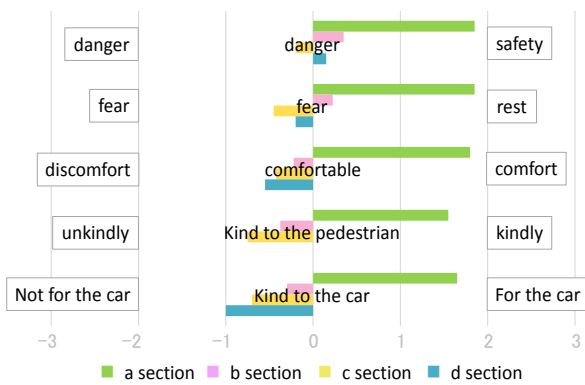 danger danger safety
fear fear rest
discomfort comfortable comfort
unkindly Kind to the pedestrian kindly
Not for the car Kind to the car For the car
−3 −2 −1 0 1 2 3
a section b section c section d section